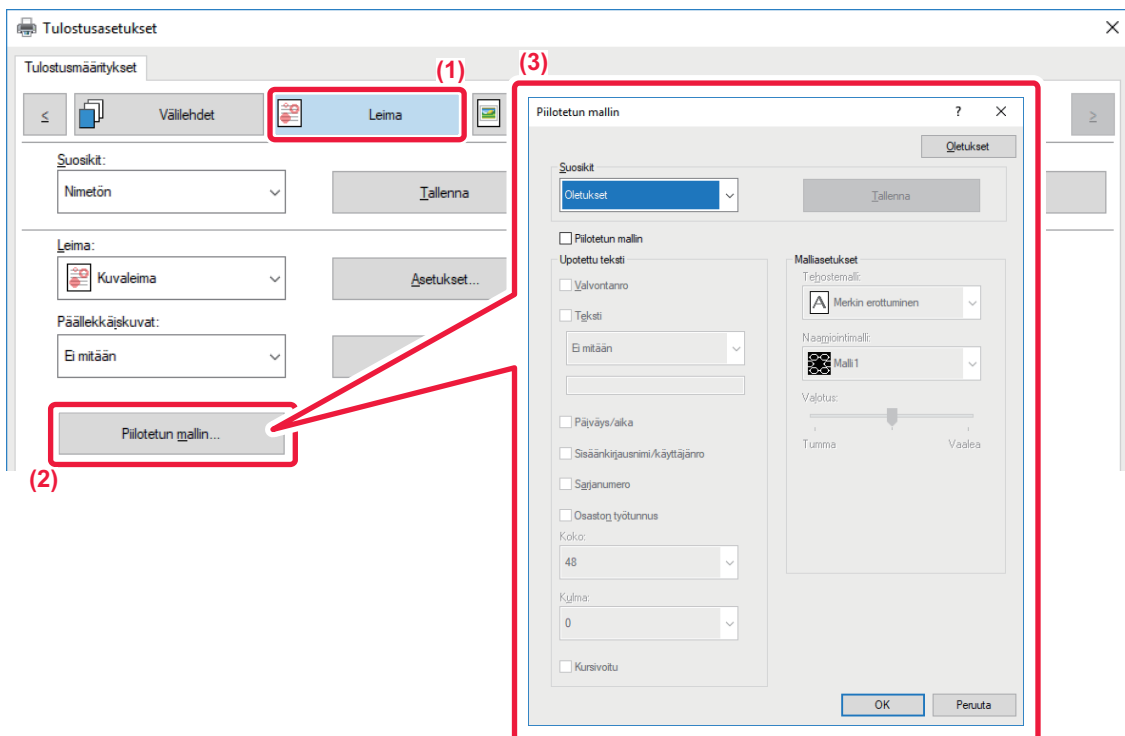 Tulostusasetukset
Tulostusmääritykset
(1)
(3)
<
Välilehdet
Leima
>
Suosikit:
Nimetön
Tallenna
Leima:
Kuvaleima
Asetukset...
Päällekkäiskuvat:
Ei mitään
Piilotetun mallin...
(2)
Piilotetun mallin
?
Oletukset
Suosikit
Oletukset
Tallenna
Piilotetun mallin
Upotettu teksti
Valvontanro
Teksti
Ei mitään
Päiväys/aika
Sisäänkirjausnimi/käyttäjänro
Sarjanumero
Osaston työtunnus
Koko:
48
Kulma:
0
Kursivoitu
Malliasetukset
Tehostemalli:
A Merkin erottuminen
Naamiointimalli:
Malli1
Valotus:
Tumma Vaalea
OK Peruuta